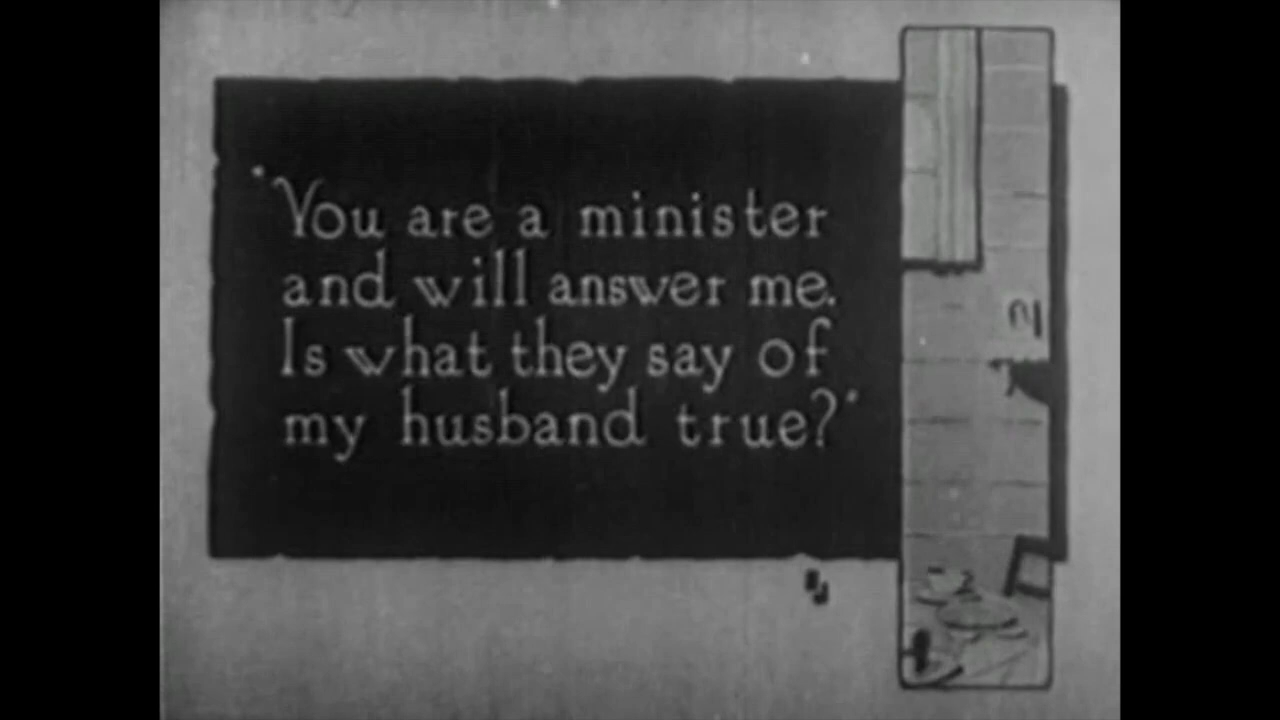 "You are a minister
and will answer me.
Is what they say of
my husband true?"